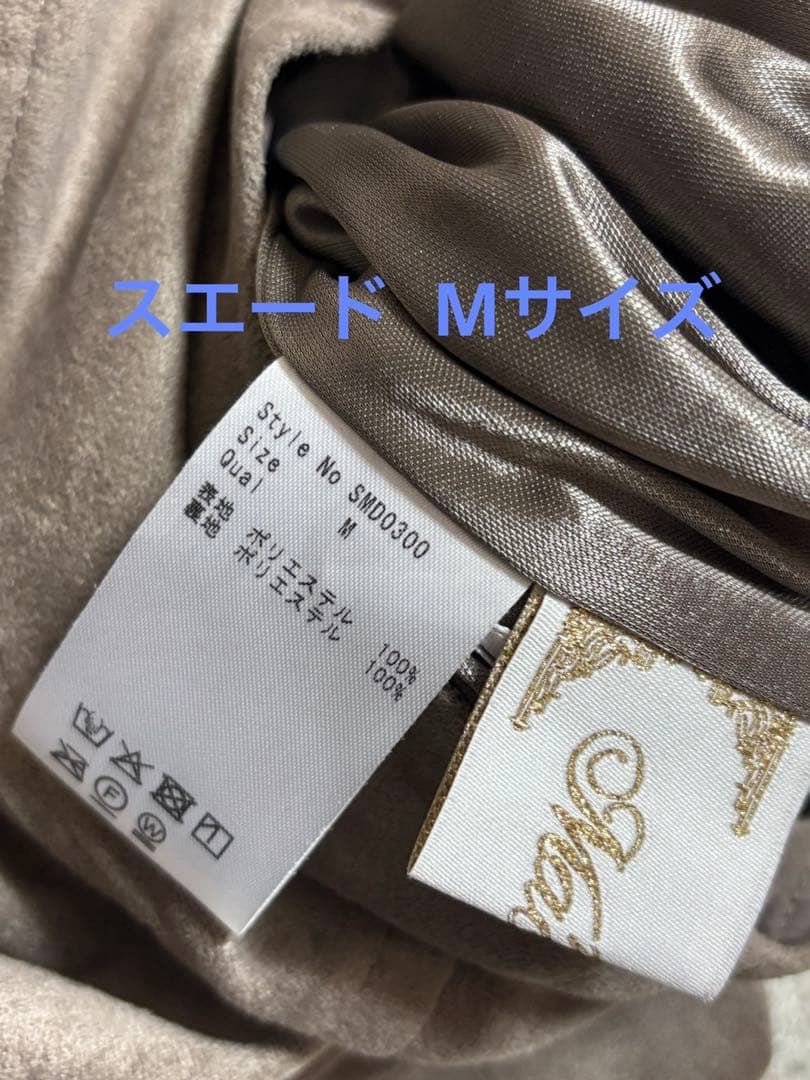 スエード Mサイズ
Style No SMD0300
Size M
Qual
表地 ポリエステル 100%
裏地 ポリエステル 100%
F
W